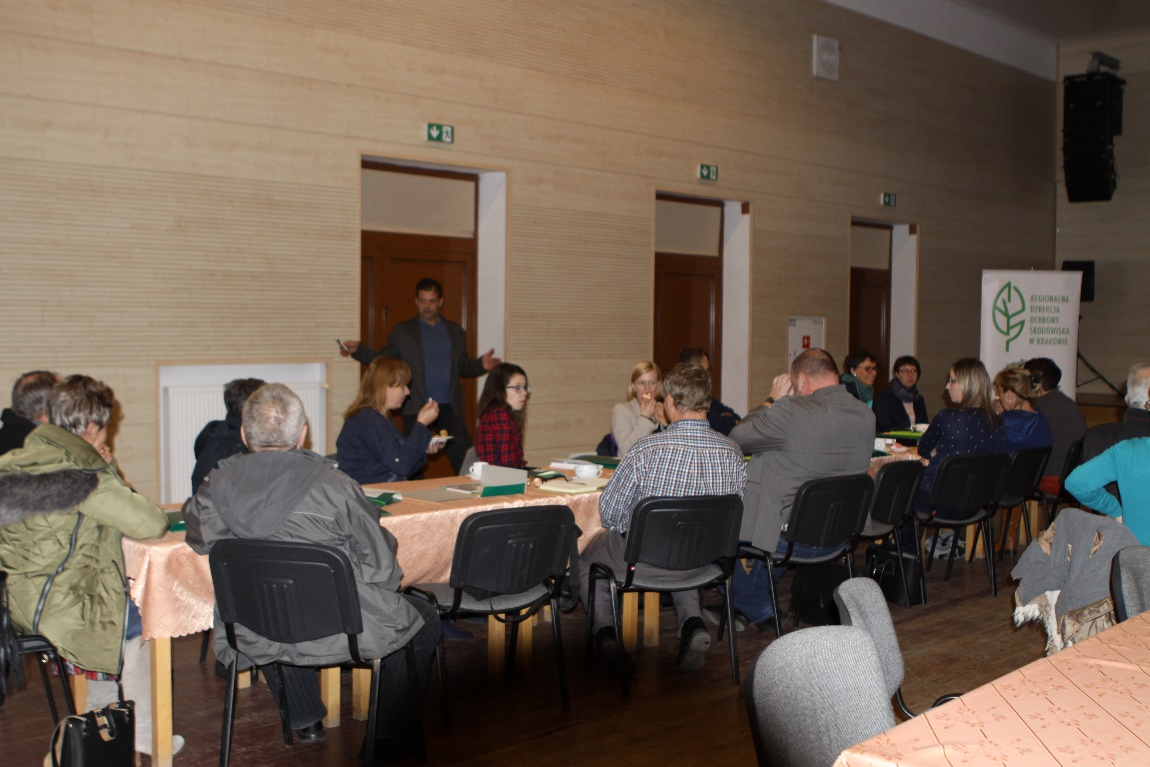 REGIONALNA
DYREKCJA
OCHRONY
ŚRODOWISKA
W KRAKOWIE